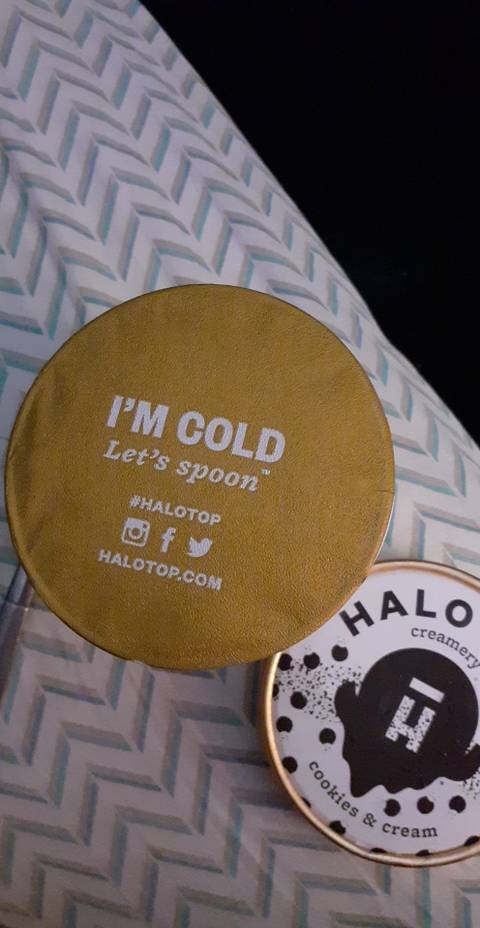 I'M COLD
Let's spoon™
#HALOTOP
HALOTOP.COM
HALO
creamery
cookies & cream